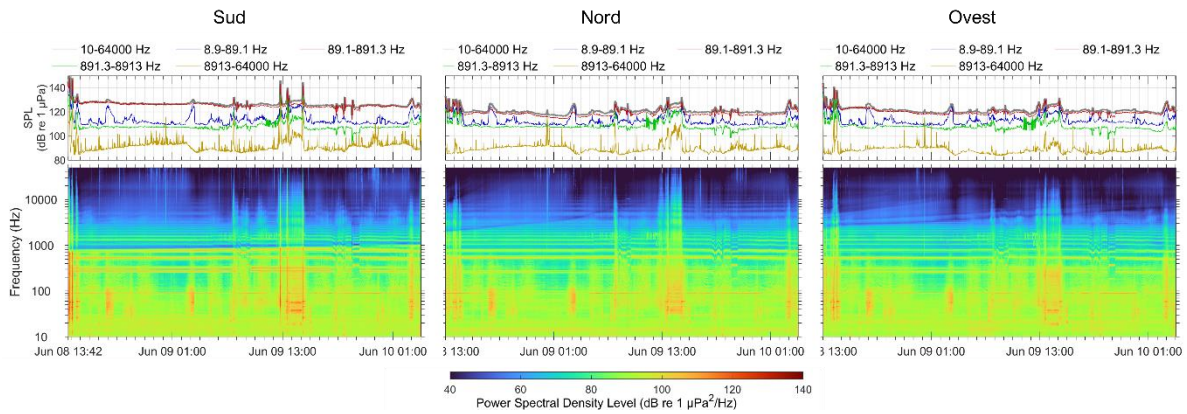 Sud
Nord
Ovest
10-64000 Hz 8.9-89.1 Hz 89.1-891.3 Hz
891.3-8913 Hz 8913-64000 Hz
10-64000 Hz 8.9-89.1 Hz 89.1-891.3 Hz
891.3-8913 Hz 8913-64000 Hz
10-64000 Hz 8.9-89.1 Hz 89.1-891.3 Hz
891.3-8913 Hz 8913-64000 Hz
SPL
(dB re 1 µPa)
140
120
100
80
Frequency (Hz)
10000
1000
100
10
Jun 08 13:42 Jun 09 01:00 Jun 09 13:00 Jun 10 01:00
13:00 Jun 09 01:00 Jun 09 13:00 Jun 10 01:00
13:00 Jun 09 01:00 Jun 09 13:00 Jun 10 01:00
40 60 80 100 120 140
Power Spectral Density Level (dB re 1 µPa²/Hz)